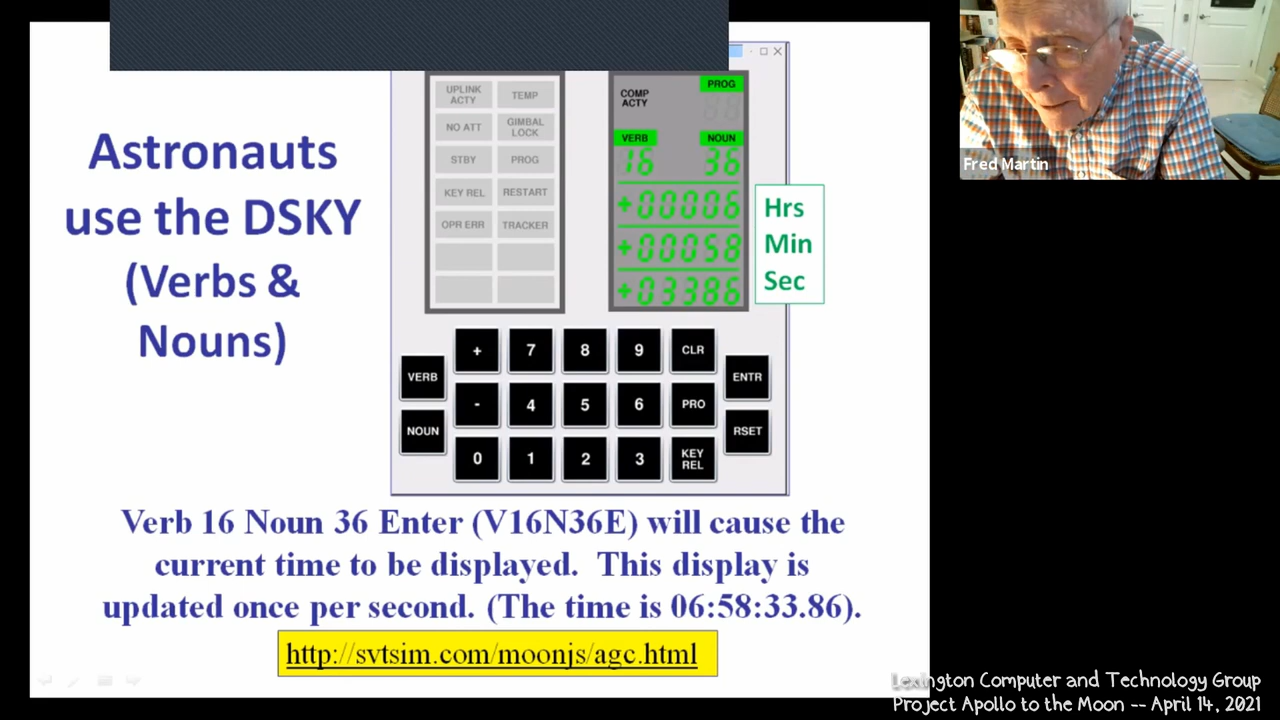 Astronauts
use the DSKY
(Verbs &
Nouns)
UPLINK
ACTY
TEMP
NO ATT
GIMBAL
LOCK
STBY
PROG
KEY REL
RESTART
OPR ERR
TRACKER
COMP
ACTY
PROG
VERB
NOUN
16
36
+00006
+00058
+03386
Hrs
Min
Sec
VERB
NOUN
+
7
8
9
CLR
-
4
5
6
PRO
0
1
2
3
KEY
REL
ENTR
RSET
Verb 16 Noun 36 Enter (V16N36E) will cause the
current time to be displayed.  This display is
updated once per second. (The time is 06:58:33.86).
http://svtsim.com/moonjs/agc.html
Fred Martin
Lexington Computer and Technology Group
Project Apollo to the Moon -- April 14, 2021